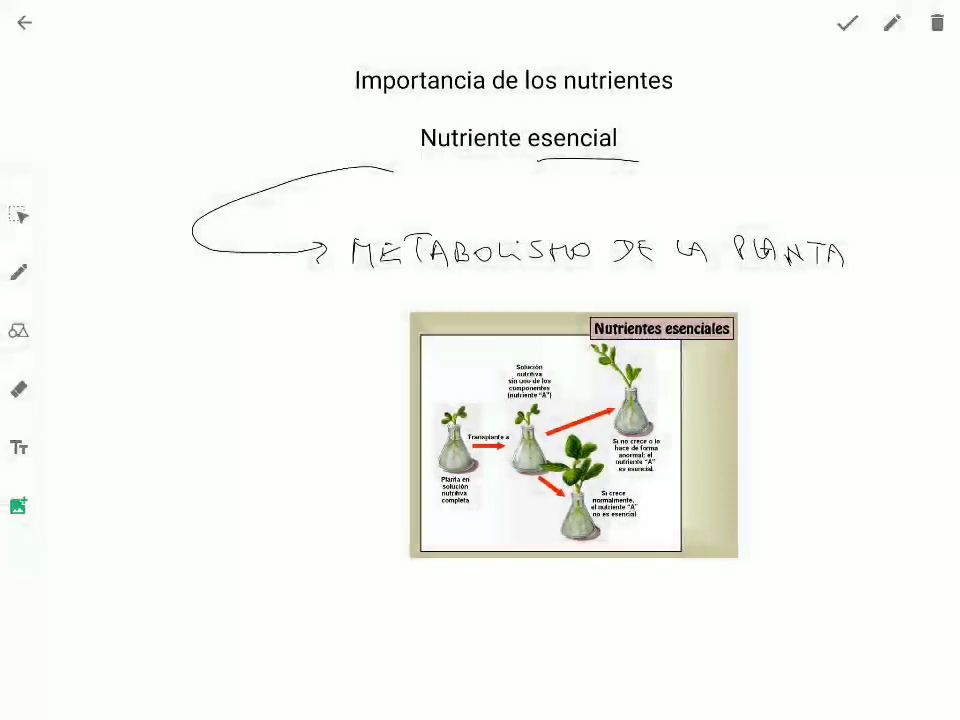 Importancia de los nutrientes
Nutriente esencial
METABOLISMO DE LA PLANTA
Nutrientes esenciales
Solución
nutritiva
sin uno de los
componentes
(nutriente "A")
Transplante a
Planta en
solución
nutritiva
completa
Si no crece o lo
hace de forma
anormal; el
nutriente "A"
es esencial.
Si crece
normalmente,
el nutriente "A"
no es esencial
Tт